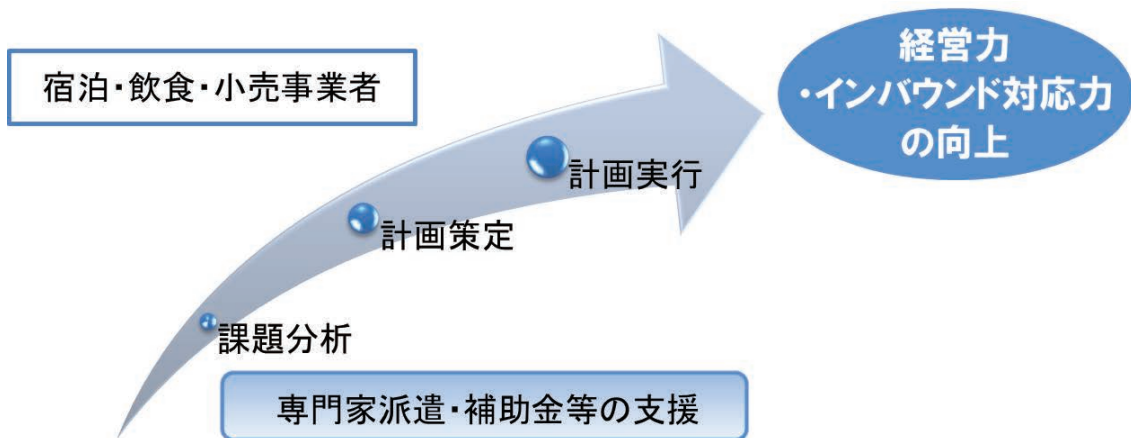 宿泊・飲食・小売事業者
経営力
・インバウンド対応力
の向上
計画実行
計画策定
課題分析
専門家派遣・補助金等の支援